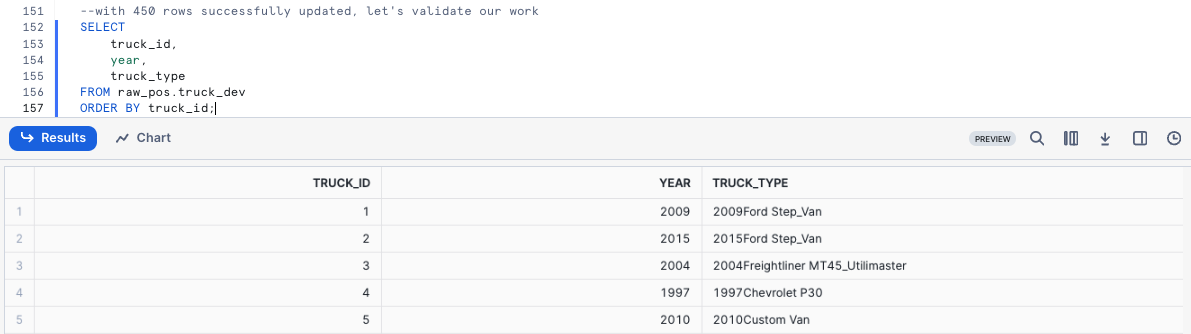 151 --with 450 rows successfully updated, let's validate our work
152 SELECT
153 truck_id,
154 year,
155 truck_type
156 FROM raw_pos.truck_dev
157 ORDER BY truck_id;
Results Chart PREVIEW
TRUCK_ID YEAR TRUCK_TYPE
1 1 2009 2009Ford Step_Van
2 2 2015 2015Ford Step_Van
3 3 2004 2004Freightliner MT45_Utilimaster
4 4 1997 1997Chevrolet P30
5 5 2010 2010Custom Van